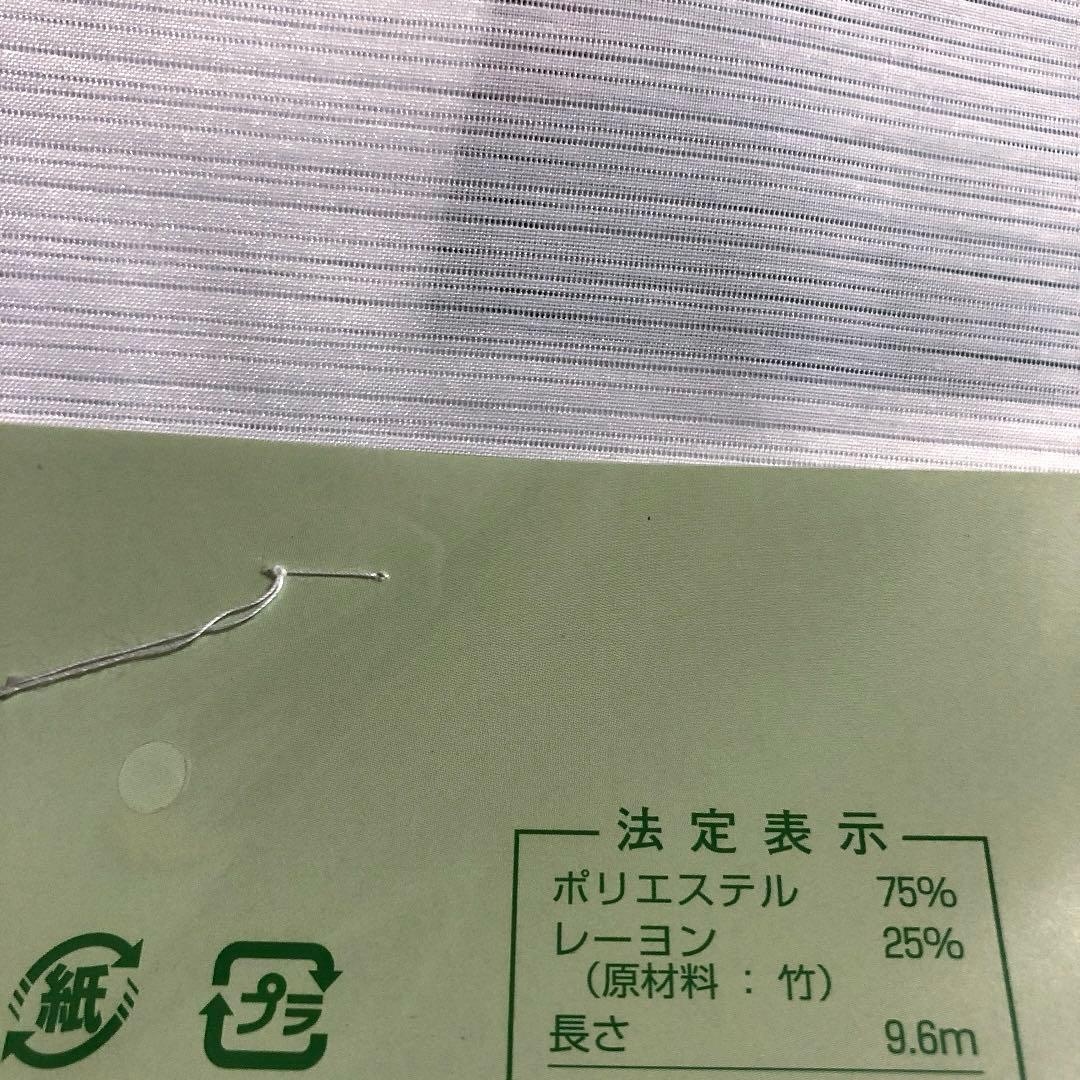 法定表示
ポリエステル 75%
レーヨン 25%
(原材料 : 竹)
長さ 9.6m
紙
プラ